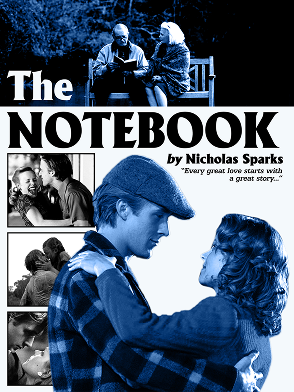 The
NOTEBOOK
by Nicholas Sparks
"Every great love starts with
a great story..."